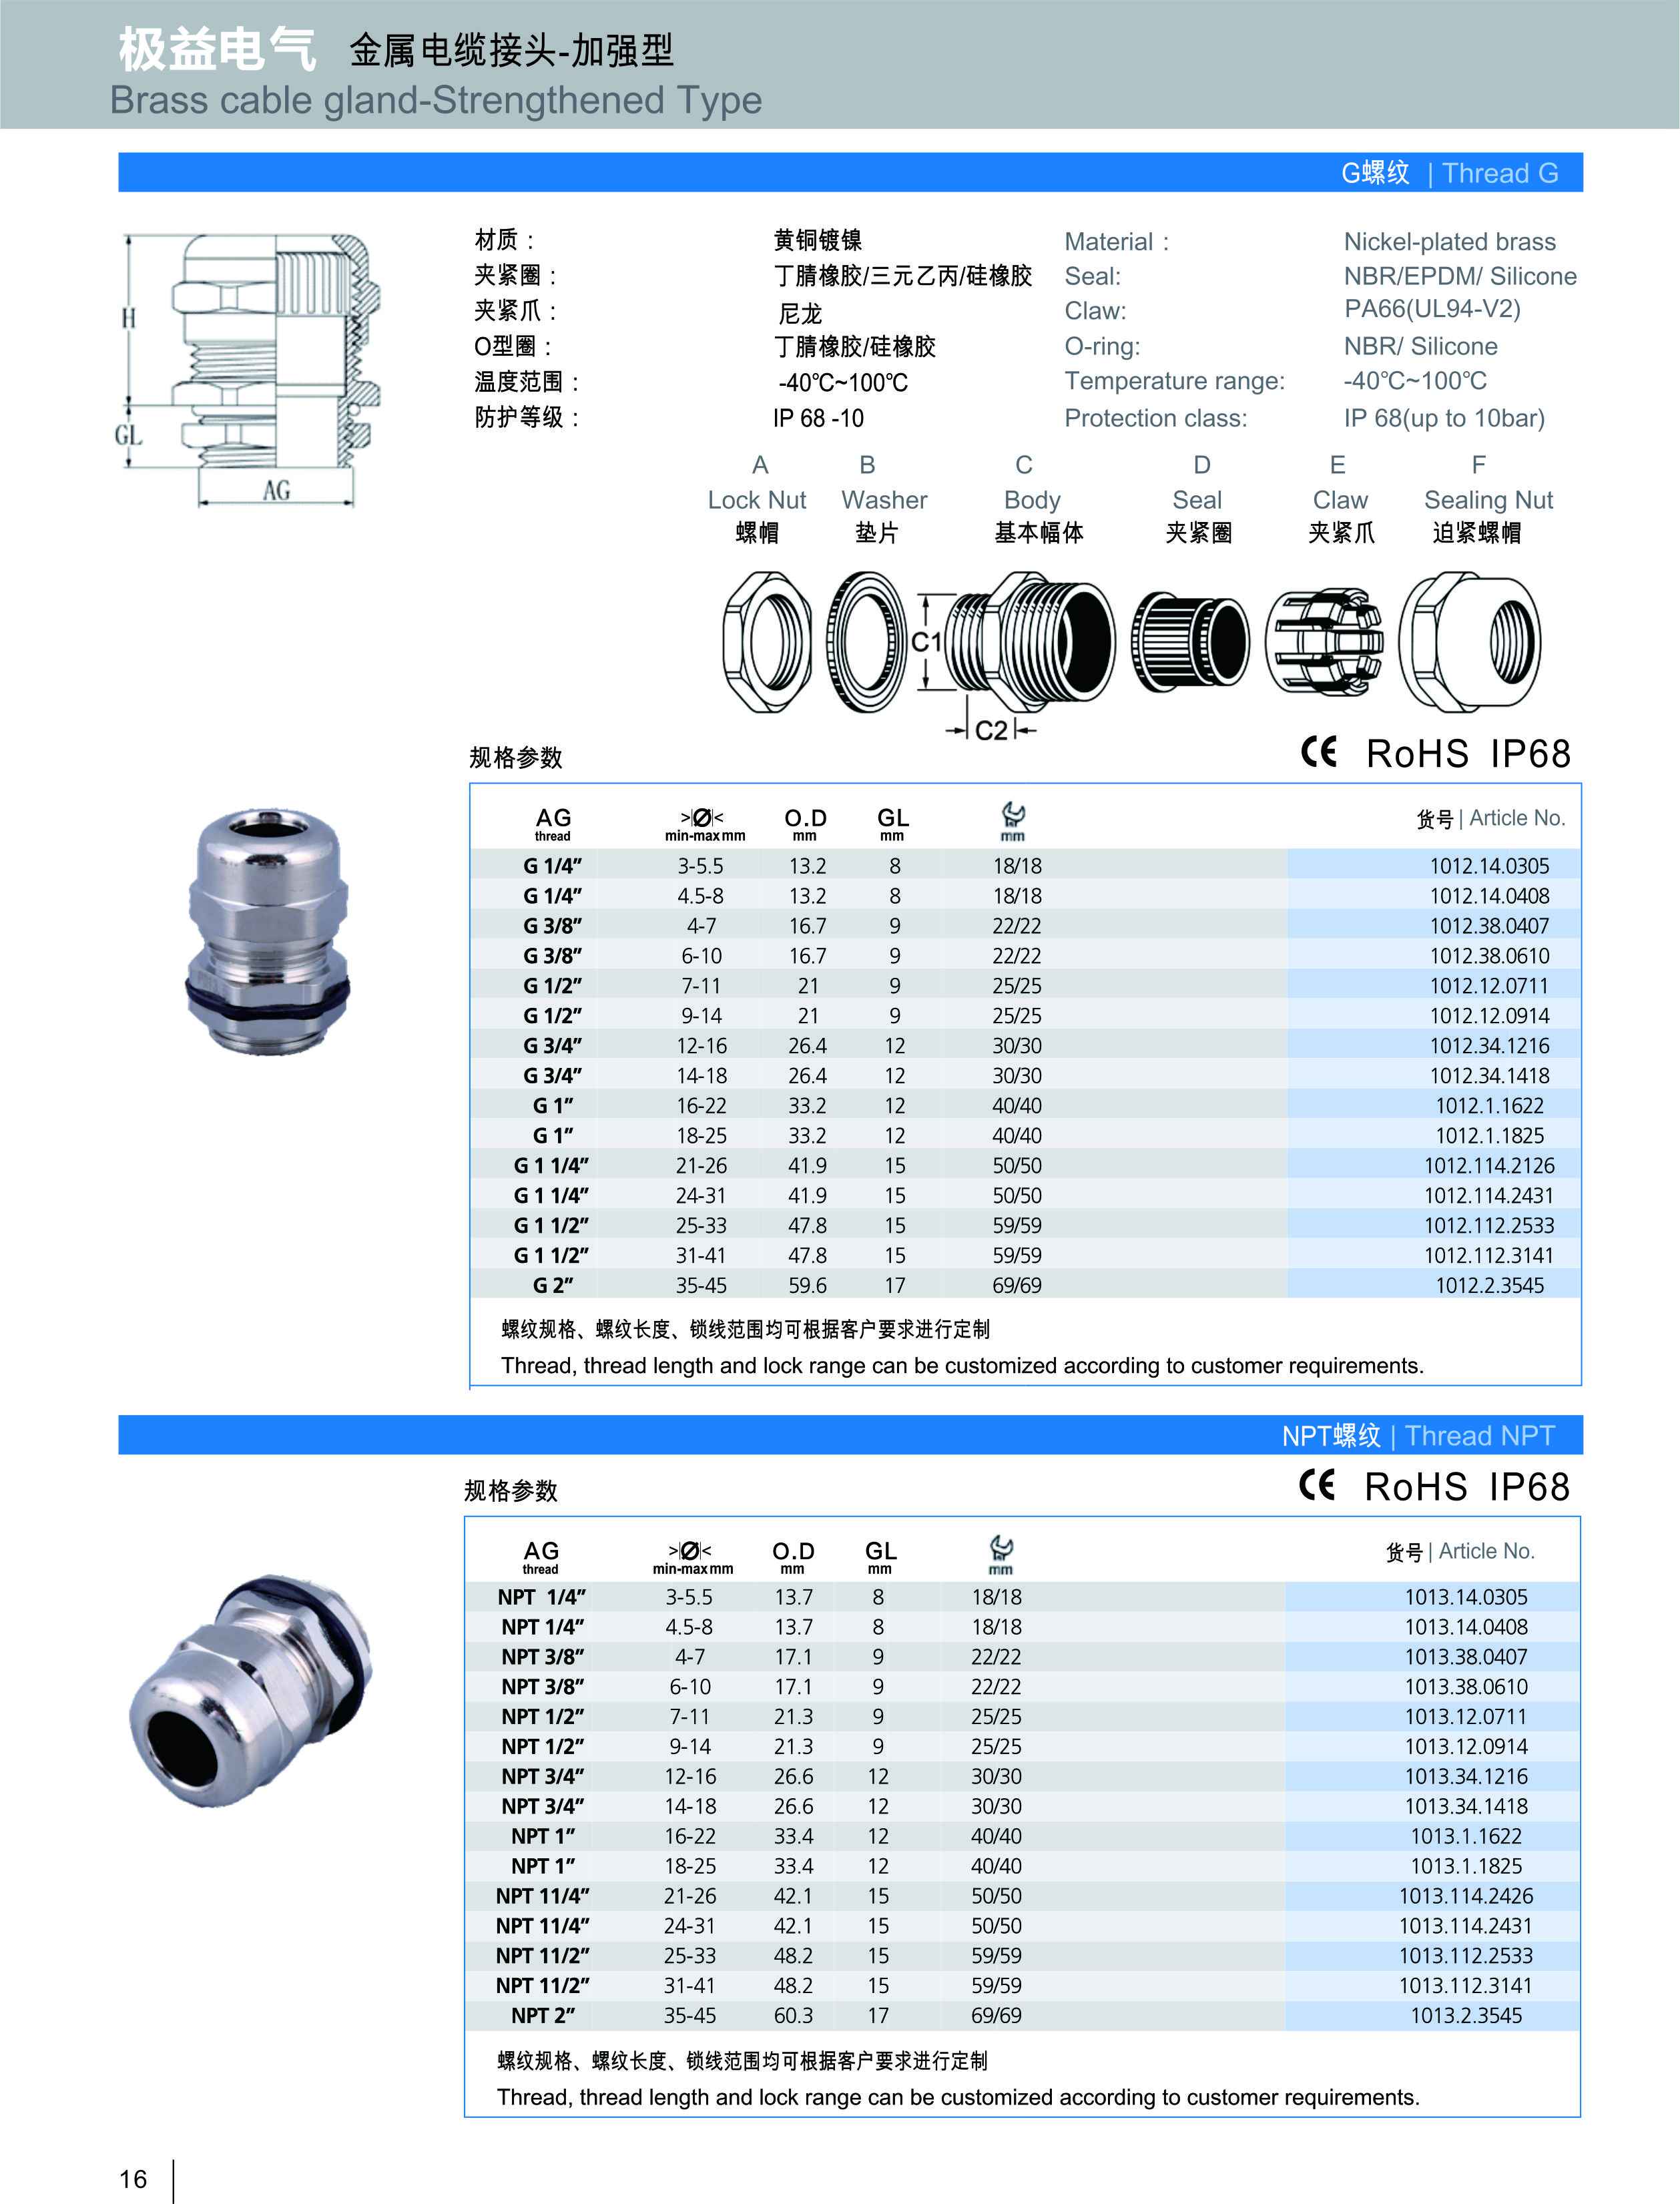 极益电气 金属电缆接头-加强型
Brass cable gland-Strengthened Type
G螺纹 | Thread G
材质： 黄铜镀镍 Material： Nickel-plated brass
夹紧圈： 丁腈橡胶/三元乙丙/硅橡胶 Seal: NBR/EPDM/ Silicone
夹紧爪： 尼龙 Claw: PA66(UL94-V2)
O型圈： 丁腈橡胶/硅橡胶 O-ring: NBR/ Silicone
温度范围： -40℃~100℃ Temperature range: -40℃~100℃
防护等级： IP 68 -10 Protection class: IP 68(up to 10bar)
H
GL
AG
A B C D E F
Lock Nut Washer Body Seal Claw Sealing Nut
螺帽 垫片 基本幅体 夹紧圈 夹紧爪 迫紧螺帽
C1
C2
规格参数 CE RoHS IP68
AG >|Ø|< O.D GL 货号 | Article No.
thread min-max mm mm mm mm
G 1/4” 3-5.5 13.2 8 18/18 1012.14.0305
G 1/4” 4.5-8 13.2 8 18/18 1012.14.0408
G 3/8” 4-7 16.7 9 22/22 1012.38.0407
G 3/8” 6-10 16.7 9 22/22 1012.38.0610
G 1/2” 7-11 21 9 25/25 1012.12.0711
G 1/2” 9-14 21 9 25/25 1012.12.0914
G 3/4” 12-16 26.4 12 30/30 1012.34.1216
G 3/4” 14-18 26.4 12 30/30 1012.34.1418
G 1” 16-22 33.2 12 40/40 1012.1.1622
G 1” 18-25 33.2 12 40/40 1012.1.1825
G 1 1/4” 21-26 41.9 15 50/50 1012.114.2126
G 1 1/4” 24-31 41.9 15 50/50 1012.114.2431
G 1 1/2” 25-33 47.8 15 59/59 1012.112.2533
G 1 1/2” 31-41 47.8 15 59/59 1012.112.3141
G 2” 35-45 59.6 17 69/69 1012.2.3545
螺纹规格、螺纹长度、锁线范围均可根据客户要求进行定制
Thread, thread length and lock range can be customized according to customer requirements.
NPT螺纹 | Thread NPT
规格参数 CE RoHS IP68
AG >|Ø|< O.D GL 货号 | Article No.
thread min-max mm mm mm mm
NPT 1/4” 3-5.5 13.7 8 18/18 1013.14.0305
NPT 1/4” 4.5-8 13.7 8 18/18 1013.14.0408
NPT 3/8” 4-7 17.1 9 22/22 1013.38.0407
NPT 3/8” 6-10 17.1 9 22/22 1013.38.0610
NPT 1/2” 7-11 21.3 9 25/25 1013.12.0711
NPT 1/2” 9-14 21.3 9 25/25 1013.12.0914
NPT 3/4” 12-16 26.6 12 30/30 1013.34.1216
NPT 3/4” 14-18 26.6 12 30/30 1013.34.1418
NPT 1” 16-22 33.4 12 40/40 1013.1.1622
NPT 1” 18-25 33.4 12 40/40 1013.1.1825
NPT 11/4” 21-26 42.1 15 50/50 1013.114.2426
NPT 11/4” 24-31 42.1 15 50/50 1013.114.2431
NPT 11/2” 25-33 48.2 15 59/59 1013.112.2533
NPT 11/2” 31-41 48.2 15 59/59 1013.112.3141
NPT 2” 35-45 60.3 17 69/69 1013.2.3545
螺纹规格、螺纹长度、锁线范围均可根据客户要求进行定制
Thread, thread length and lock range can be customized according to customer requirements.
16